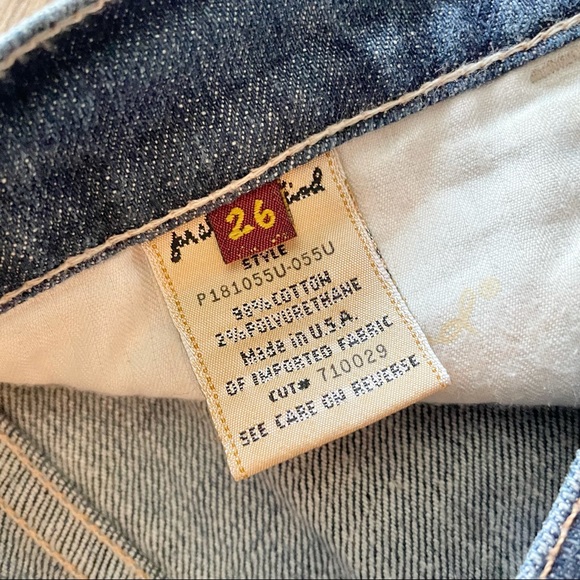 26
STYLE
P181055U-055U
98%COTTON
2%POLYURETHANE
Made in U.S.A.
OF IMPORTED FABRIC
CUT# 710029
SEE CARE ON REVERSE